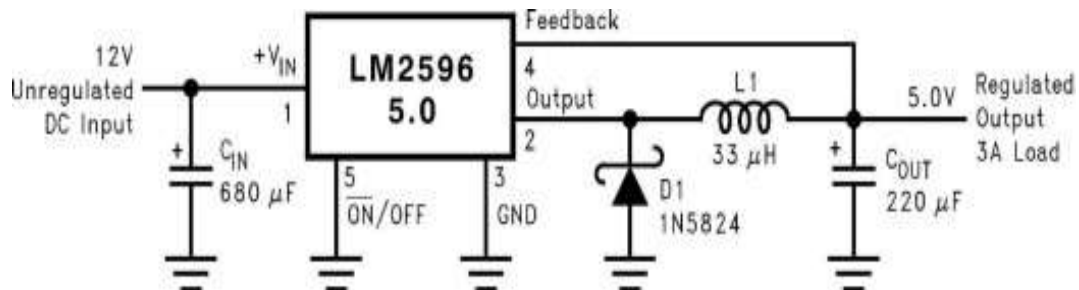 Feedback
12V
Unregulated
DC Input
+VIN
1
LM2596
5.0
4
Output
2
L1
33 μH
5.0V
Regulated
Output
3A Load
+
CIN
680 μF
5
ON/OFF
3
GND
D1
1N5824
+
COUT
220 μF